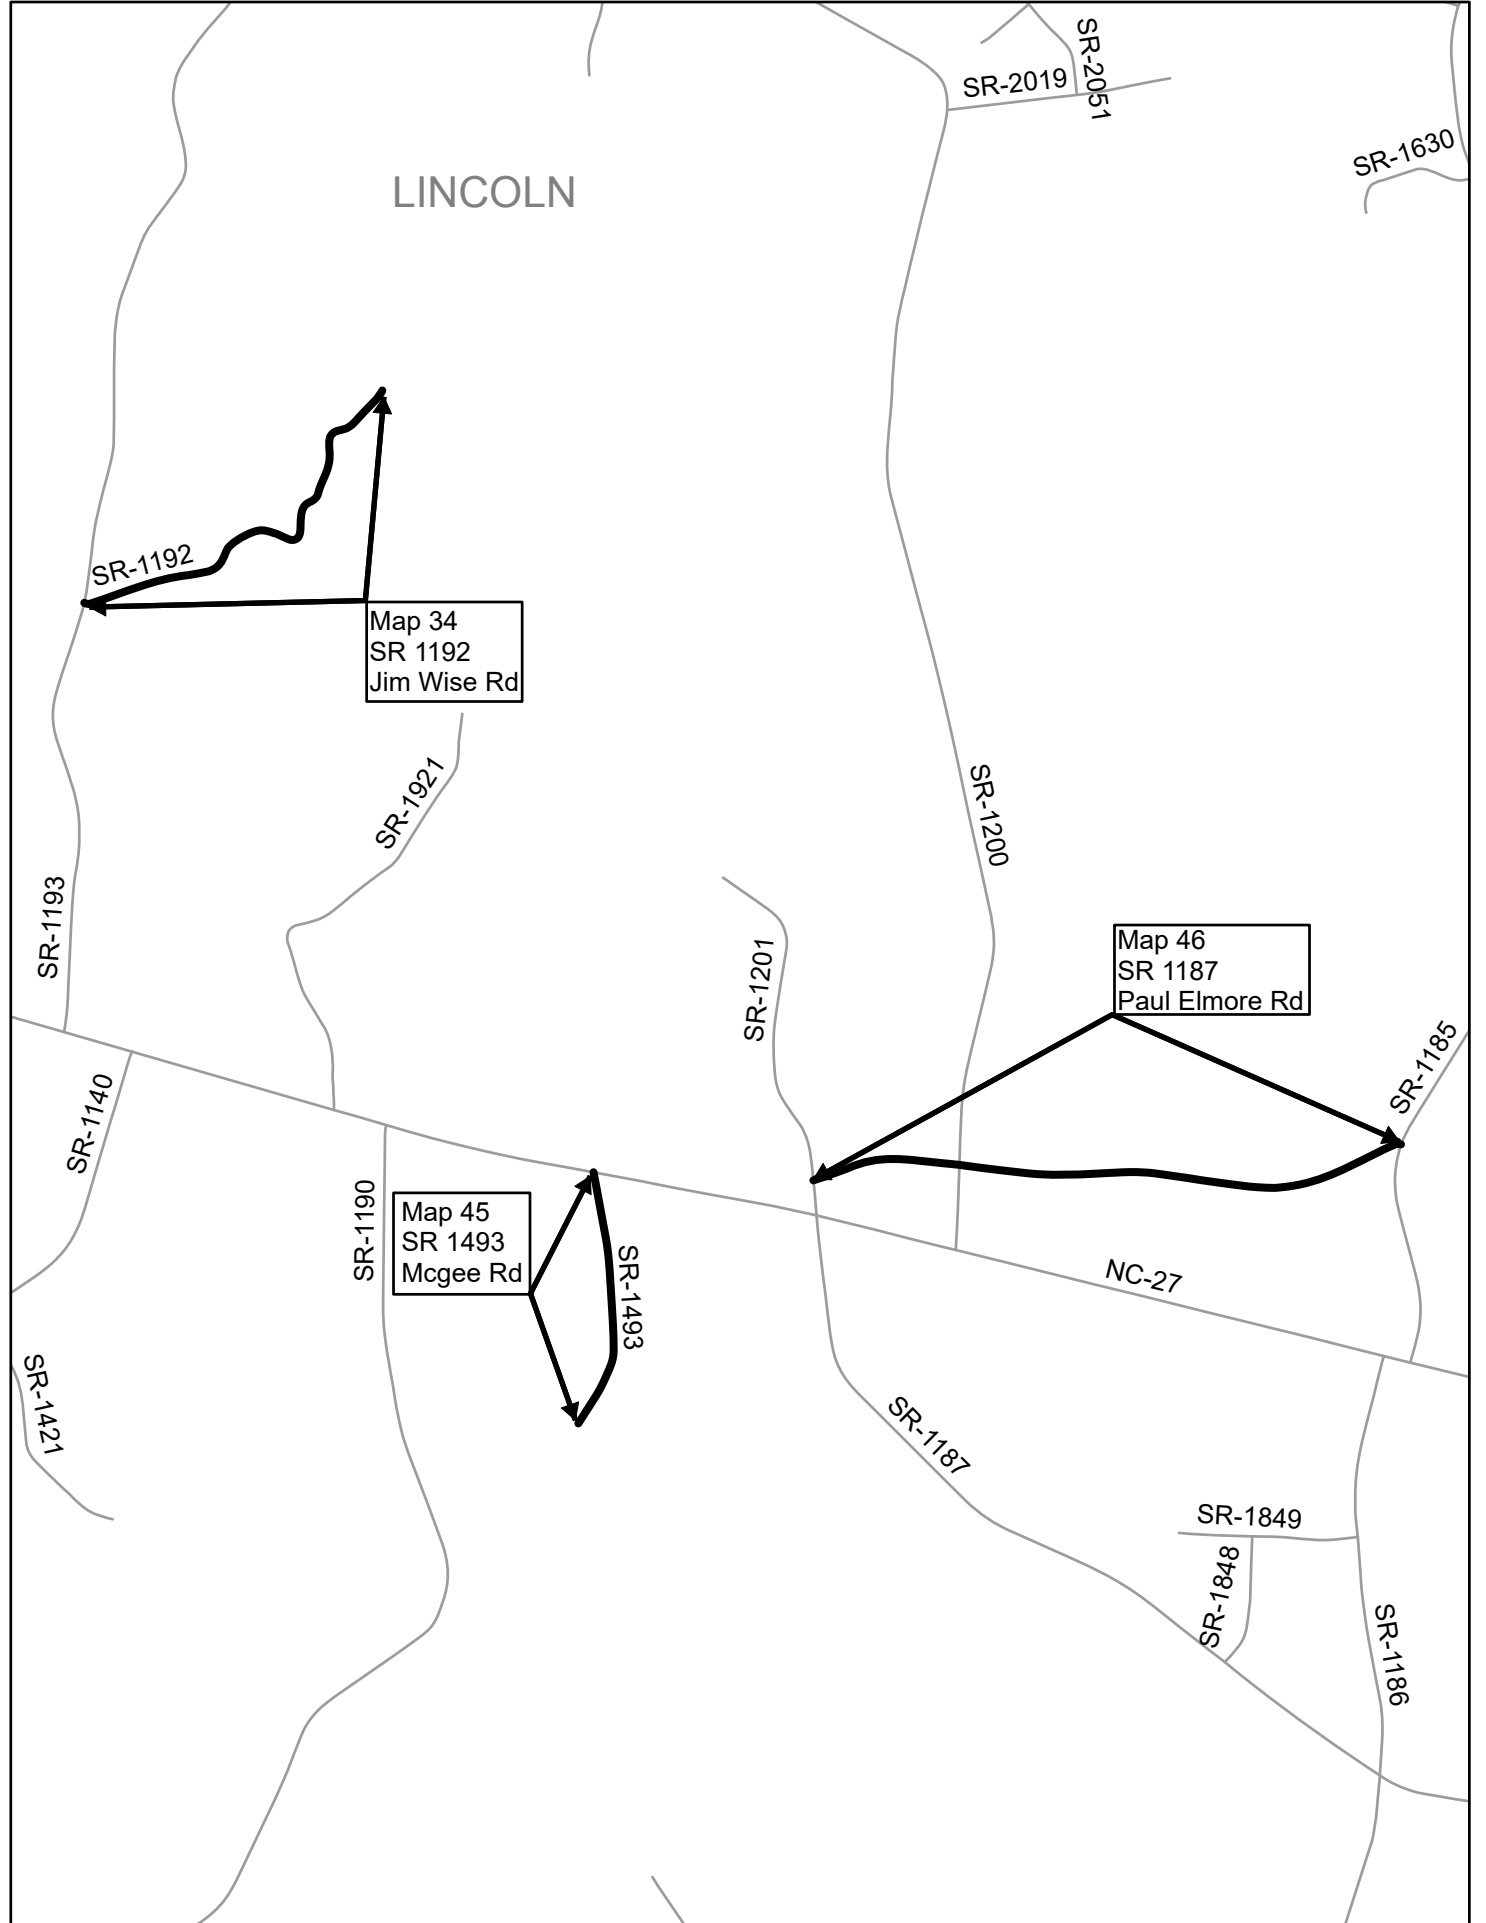 SR-2051
SR-2019
SR-1630
LINCOLN
SR-1192
Map 34
SR 1192
Jim Wise Rd
SR-1921
SR-1200
SR-1193
SR-1201
Map 46
SR 1187
Paul Elmore Rd
SR-1185
SR-1140
SR-1190
Map 45
SR 1493
Mcgee Rd
SR-1493
NC-27
SR-1421
SR-1187
SR-1849
SR-1848
SR-1186